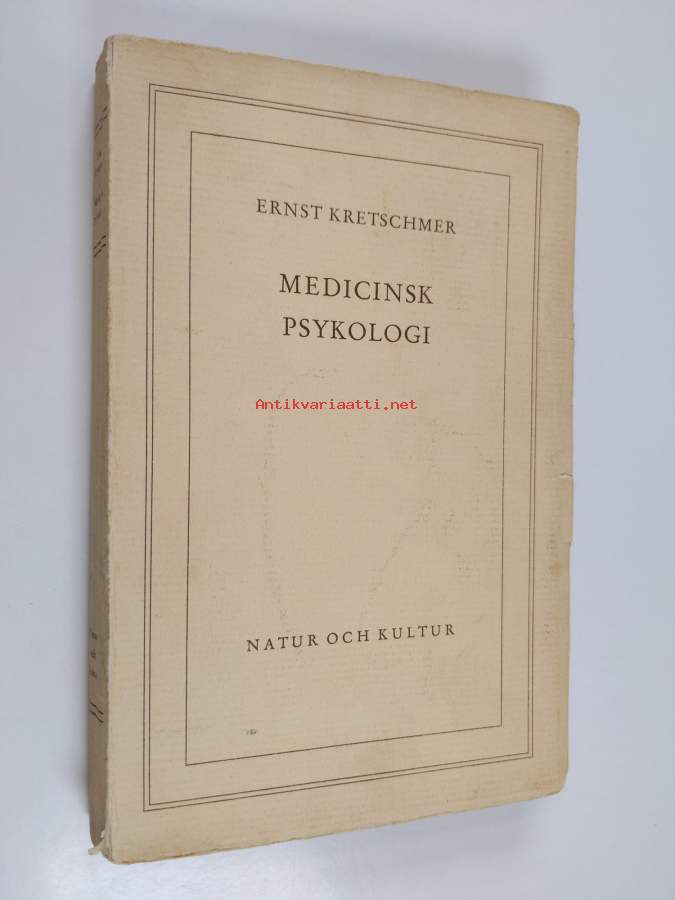 ERNST KRETSCHMER
MEDICINSK
PSYKOLOGI
Antikvariaatti.net
NATUR OCH KULTUR